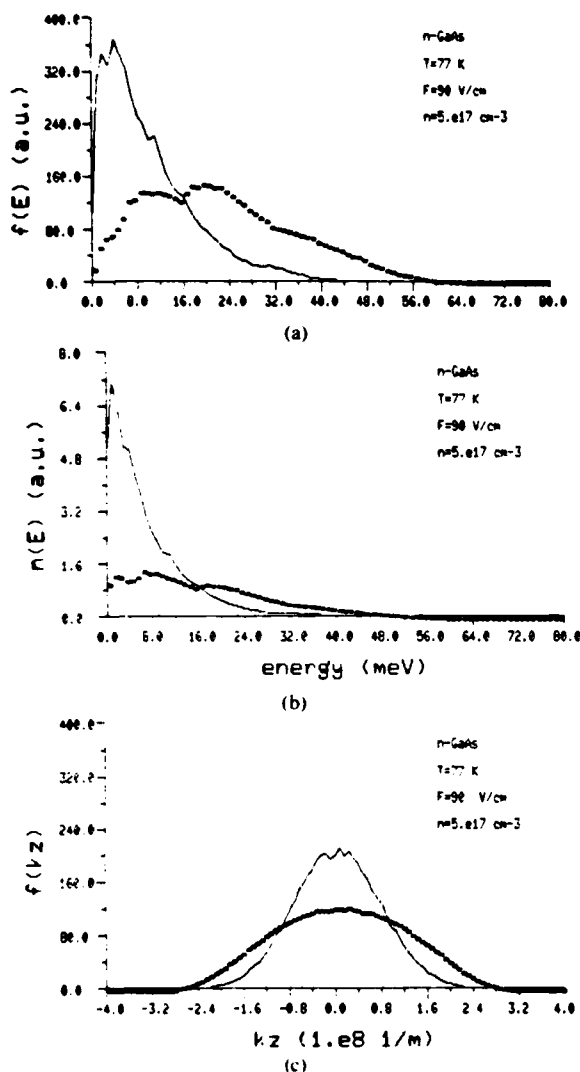 f(E) (a.u.)
400.0
320.0
240.0
160.0
80.0
0.0
n-GaAs
T=77 K
F=90 V/cm
n=5.e17 cm-3
0.0 8.0 16.0 24.0 32.0 40.0 48.0 56.0 64.0 72.0 80.0
(a)
n(E) (a.u.)
8.0
6.4
4.8
3.2
1.6
0.0
n-GaAs
T=77 K
F=90 V/cm
n=5.e17 cm-3
0.0 8.0 16.0 24.0 32.0 40.0 48.0 56.0 64.0 72.0 80.0
energy (meV)
(b)
f(kz)
400.0
320.0
240.0
160.0
80.0
0.0
n-GaAs
T=77 K
F=90 V/cm
n=5.e17 cm-3
-4.0 -3.2 -2.4 -1.6 -0.8 0.0 0.8 1.6 2.4 3.2 4.0
kz (1.e8 1/m)
(c)